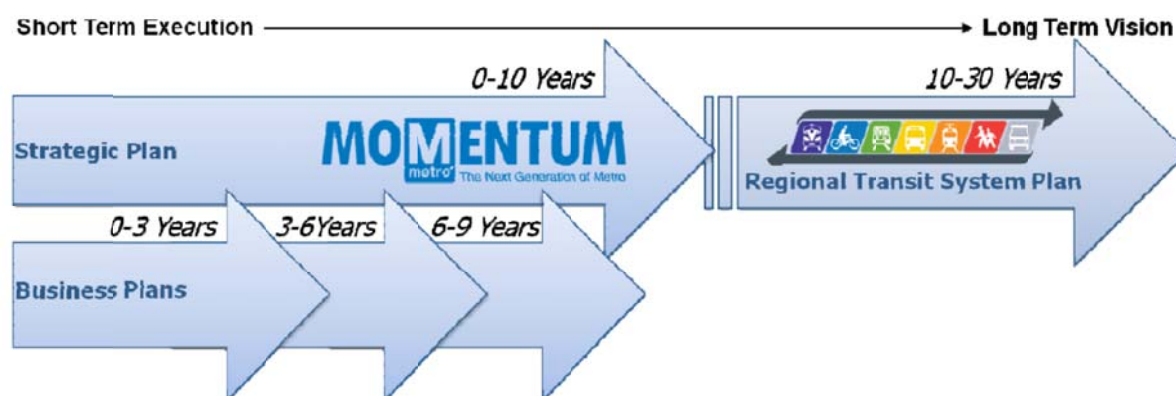 Short Term Execution Long Term Vision
0-10 Years 10-30 Years
Strategic Plan
MOMENTUM
metro
The Next Generation of Metro
Regional Transit System Plan
0-3 Years 3-6Years 6-9 Years
Business Plans